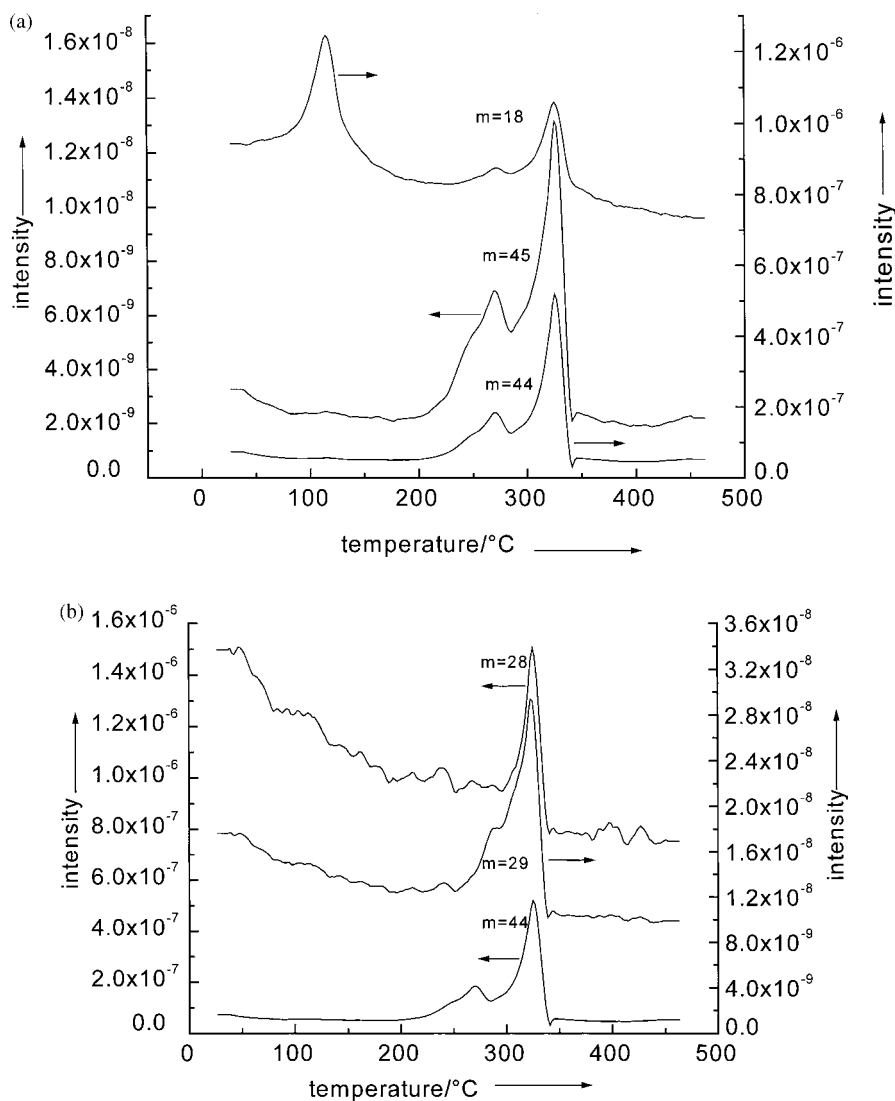 (a)
1.6x10⁻⁸
1.4x10⁻⁸
1.2x10⁻⁸
1.0x10⁻⁸
8.0x10⁻⁹
6.0x10⁻⁹
4.0x10⁻⁹
2.0x10⁻⁹
0.0
intensity
m=18
m=45
m=44
1.2x10⁻⁶
1.0x10⁻⁶
8.0x10⁻⁷
6.0x10⁻⁷
4.0x10⁻⁷
2.0x10⁻⁷
0.0
intensity
0 100 200 300 400 500
temperature/°C
(b)
1.6x10⁻⁶
1.4x10⁻⁶
1.2x10⁻⁶
1.0x10⁻⁶
8.0x10⁻⁷
6.0x10⁻⁷
4.0x10⁻⁷
2.0x10⁻⁷
0.0
intensity
m=28
m=29
m=44
3.6x10⁻⁸
3.2x10⁻⁸
2.8x10⁻⁸
2.4x10⁻⁸
2.0x10⁻⁸
1.6x10⁻⁸
1.2x10⁻⁸
8.0x10⁻⁹
4.0x10⁻⁹
0.0
intensity
0 100 200 300 400 500
temperature/°C